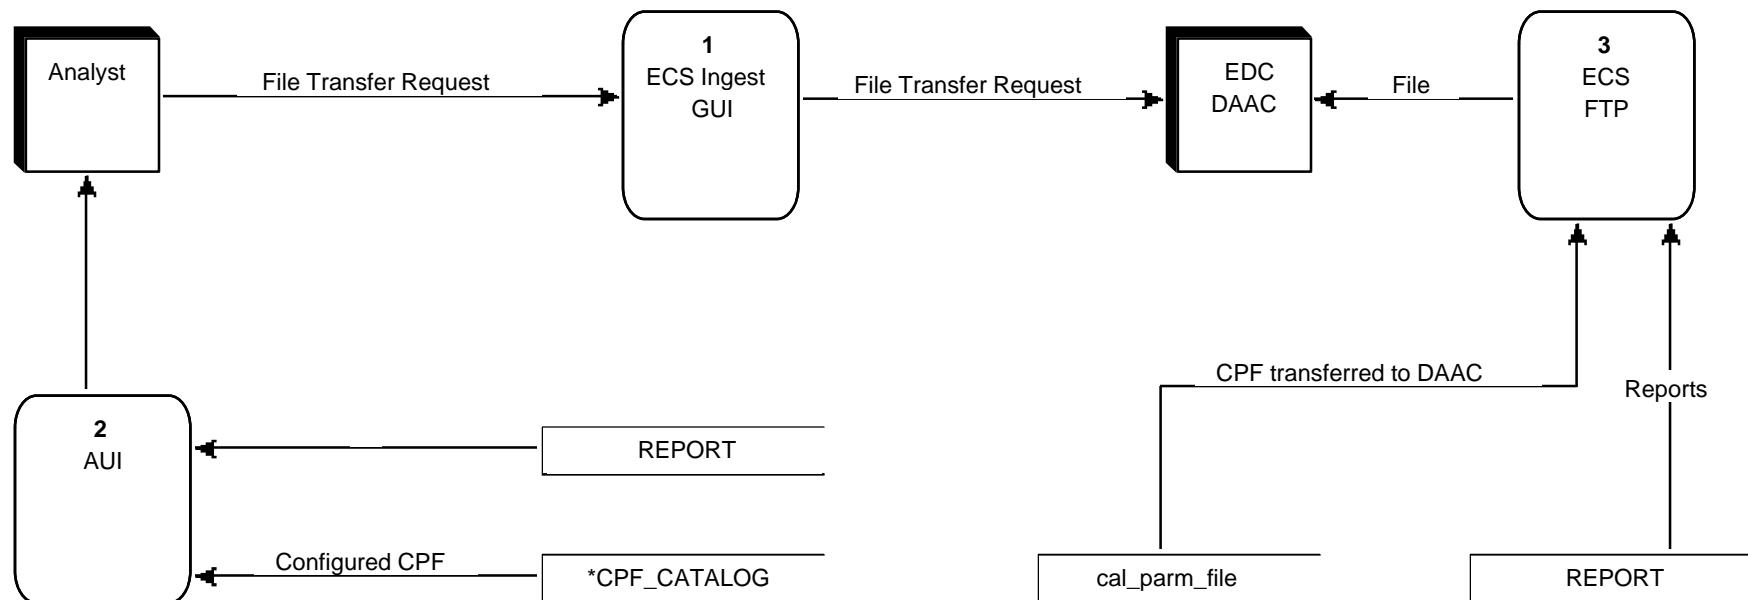 Analyst
File Transfer Request
1
ECS Ingest
GUI
File Transfer Request
EDC
DAAC
File
3
ECS
FTP
CPF transferred to DAAC
Reports
2
AUI
REPORT
Configured CPF
*CPF_CATALOG
cal_parm_file
REPORT